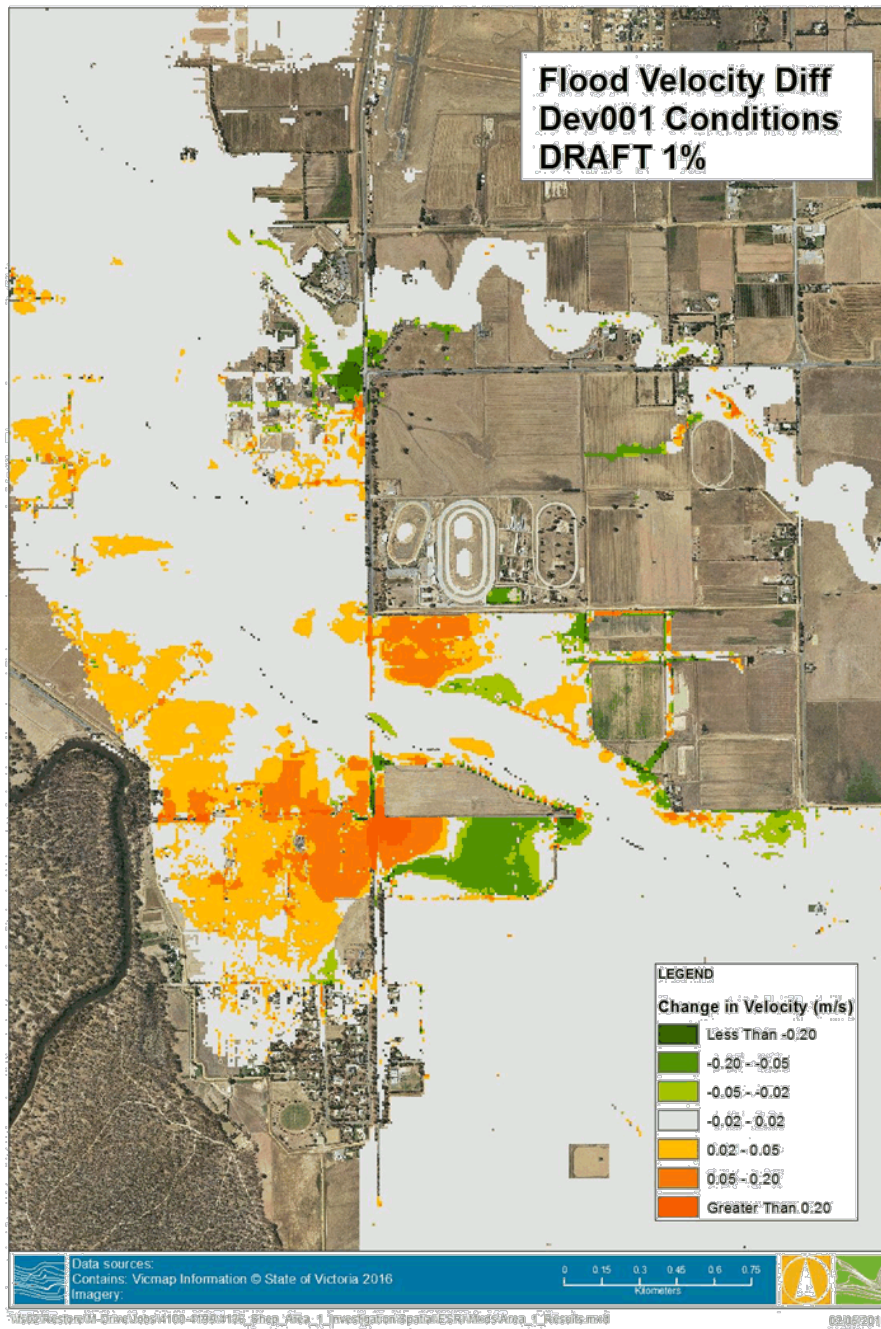 Flood Velocity Diff
Dev001 Conditions
DRAFT 1%
LEGEND
Change in Velocity (m/s)
Less Than -0.20
-0.20 - -0.05
-0.05 - -0.02
-0.02 - 0.02
0.02 - 0.05
0.05 - 0.20
Greater Than 0.20
Data sources:
Contains: Vicmap Information © State of Victoria 2016
Imagery:
0 0.15 0.3 0.45 0.6 0.75
Kilometers